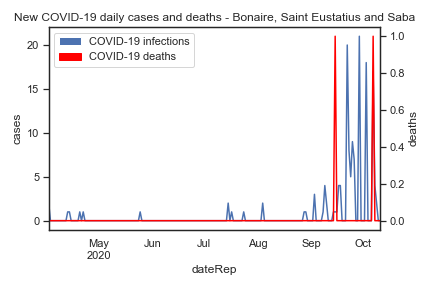 New COVID-19 daily cases and deaths - Bonaire, Saint Eustatius and Saba
COVID-19 infections
COVID-19 deaths
cases
20
15
10
5
0
deaths
1.0
0.8
0.6
0.4
0.2
0.0
May Jun Jul Aug Sep Oct
2020
dateRep